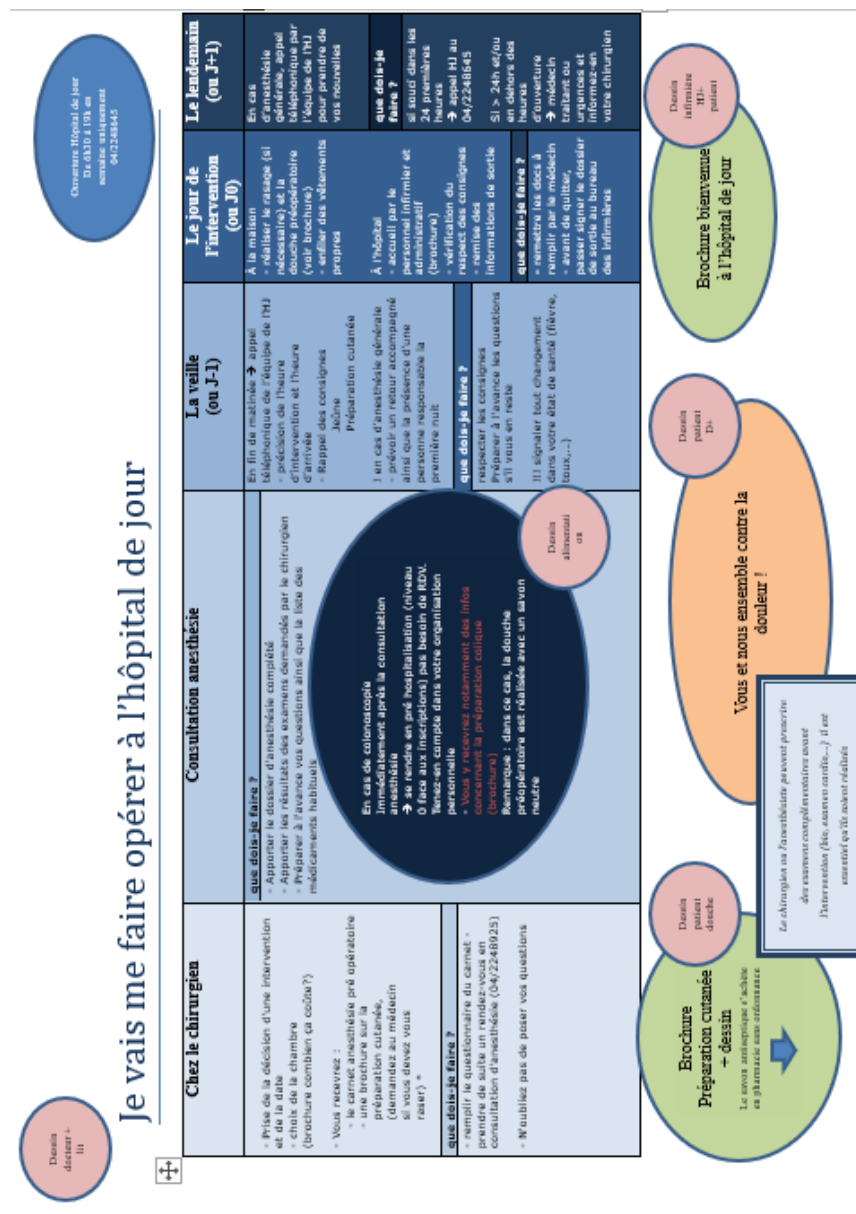 Dessin
docteur +
lit
Ouverture Hôpital de jour
De 6h30 à 19h en
semaine uniquement
04/2248645
Je vais me faire opérer à l'hôpital de jour
Chez le chirurgien
- Prise de la décision d'une intervention
et de la date
- choix de la chambre
(brochure combien ça coûte?)
- Vous recevrez :
- le carnet anesthésie pré opératoire
- une brochure sur la
préparation cutanée,
(demandez au médecin
si vous devez vous
raser) *
que dois-je faire ?
- remplir le questionnaire du carnet -
prendre de suite un rendez-vous en
consultation d'anesthésie (04/2248925)
- N'oubliez pas de poser vos questions
Consultation anesthésie
que dois-je faire ?
- Apporter le dossier d'anesthésie complété
- Apporter les résultats des examens demandés par le chirurgien
- Préparer à l'avance vos questions ainsi que la liste des
médicaments habituels
En cas de colonoscopie
Immédiatement après la consultation
anesthésie
→ se rendre en pré hospitalisation (niveau
0 face aux inscriptions) pas besoin de RDV.
Tenez-en compte dans votre organisation
personnelle
- Vous y recevrez notamment des infos
concernant la préparation colique
(brochure)
Remarque : dans ce cas, la douche
préopératoire est réalisée avec un savon
neutre
Dessin
alimentati
on
La veille
(ou J-1)
En fin de matinée → appel
téléphonique de l'équipe de l'HJ
- précision de l'heure
d'intervention et l'heure
d'arrivée
- Rappel des consignes
Jeûne
Préparation cutanée
! en cas d'anesthésie générale
- prévoir un retour accompagné
ainsi que la présence d'une
personne responsable la
première nuit
que dois-je faire ?
respecter les consignes
Préparer à l'avance les questions
s'il vous en reste
!!! signaler tout changement
dans votre état de santé (fièvre,
toux,...)
Le jour de
l'intervention
(ou J0)
À la maison
- réaliser le rasage (si
nécessaire) et la
douche préopératoire
(voir brochure)
- enfiler des vêtements
propres
À l'hôpital
- accueil par le
personnel infirmier et
administratif
(brochure)
- vérification du
respect des consignes
- remise des
informations de sortie
que dois-je faire ?
- remettre les docs à
remplir par le médecin
- avant de quitter,
passer signer le dossier
de sortie au bureau
des infirmières
Le lendemain
(ou J+1)
En cas
d'anesthésie
générale, appel
téléphonique par
l'équipe de l'HJ
pour prendre de
vos nouvelles
que dois-je
faire ?
si souci dans les
24 premières
heures
→ appel HJ au
04/2248645
Si > 24h et/ou
en dehors des
heures
d'ouverture
→ médecin
traitant ou
urgences et
informez-en
votre chirurgien
Brochure
Préparation cutanée
+ dessin
Le savon antiseptique s'achète
en pharmacie sans ordonnance
Dessin
patient
douche
Le chirurgien ou l'anesthésiste peuvent prescrire
des examens complémentaires avant
l'intervention (bio, examen cardio,...) il est
essentiel qu'ils soient réalisés
Vous et nous ensemble contre la
douleur !
Dessin
patient
D+
Brochure bienvenue
à l'hôpital de jour
Dessin
infirmière
HJ+
patient